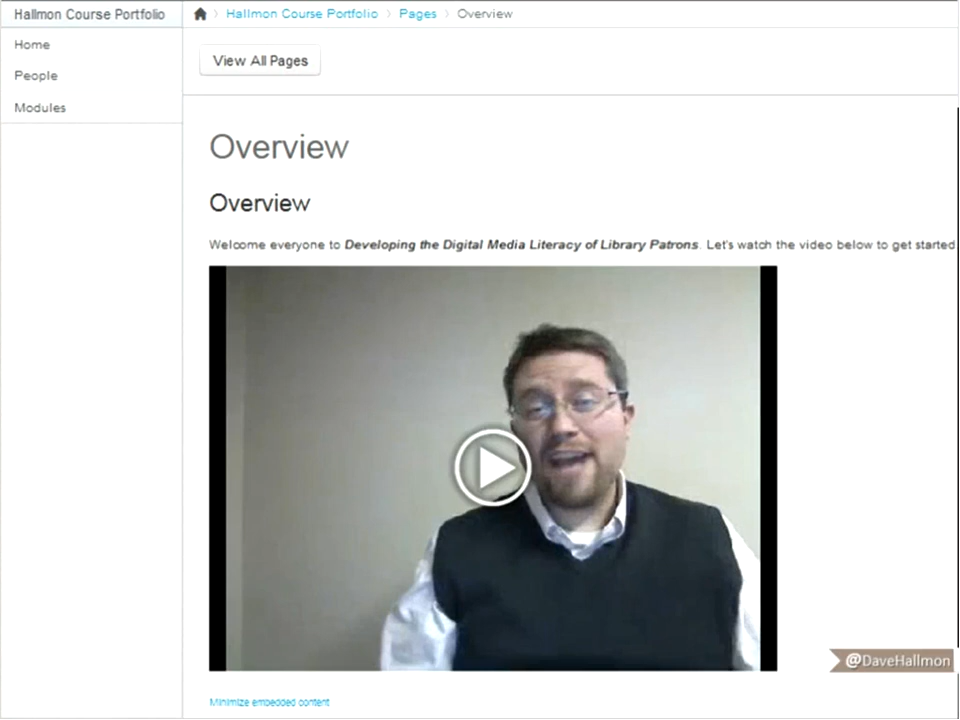 Hallmon Course Portfolio
Hallmon Course Portfolio Pages Overview
Home
People
Modules
View All Pages
Overview
Overview
Welcome everyone to Developing the Digital Media Literacy of Library Patrons. Let's watch the video below to get started
@DaveHallmon
Minimize embedded content